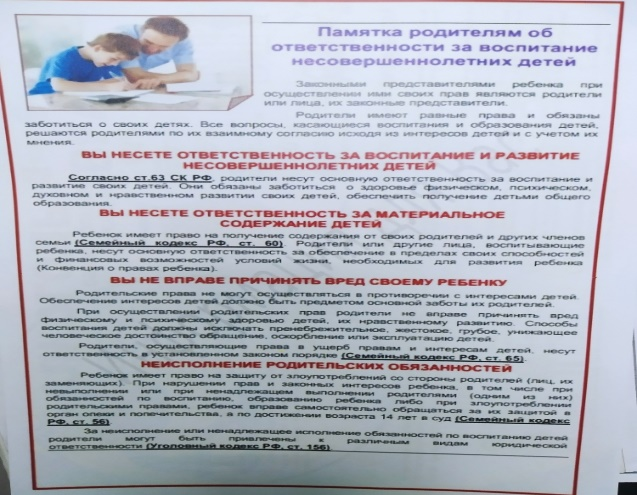 Памятка родителям об
ответственности за воспитание
несовершеннолетних детей
Законными представителями ребенка при
осуществлении ими своих прав являются родители
или лица, их законные представители.
Родители имеют равные права и обязаны
заботиться о своих детях. Все вопросы, касающиеся воспитания и образования детей,
решаются родителями по их взаимному согласию исходя из интересов детей и с учетом их
мнения.
ВЫ НЕСЕТЕ ОТВЕТСТВЕННОСТЬ ЗА ВОСПИТАНИЕ И РАЗВИТИЕ
НЕСОВЕРШЕННОЛЕТНИХ ДЕТЕЙ
Согласно ст.63 СК РФ, родители несут основную ответственность за воспитание и
развитие своих детей. Они обязаны заботиться о здоровье физическом, психическом,
духовном и нравственном развитии своих детей, обеспечить получение детьми общего
образования.
ВЫ НЕСЕТЕ ОТВЕТСТВЕННОСТЬ ЗА МАТЕРИАЛЬНОЕ
СОДЕРЖАНИЕ ДЕТЕЙ
Ребенок имеет право на получение содержания от своих родителей и других членов
семьи (Семейный кодекс РФ, ст. 60). Родители или другие лица, воспитывающие
ребенка, несут основную ответственность за обеспечение в пределах своих способностей
и финансовых возможностей условий жизни, необходимых для развития ребенка
(Конвенция о правах ребенка).
ВЫ НЕ ВПРАВЕ ПРИЧИНЯТЬ ВРЕД СВОЕМУ РЕБЕНКУ
Родительские права не могут осуществляться в противоречии с интересами детей.
Обеспечение интересов детей должно быть предметом основной заботы их родителей.
При осуществлении родительских прав родители не вправе причинять вред
физическому и психическому здоровью детей, их нравственному развитию. Способы
воспитания детей должны исключать пренебрежительное, жестокое, грубое, унижающее
человеческое достоинство обращение, оскорбление или эксплуатацию детей.
Родители, осуществляющие права в ущерб правам и интересам детей, несут
ответственность в установленном законом порядке (Семейный кодекс РФ, ст. 65).
НЕИСПОЛНЕНИЕ РОДИТЕЛЬСКИХ ОБЯЗАННОСТЕЙ
Ребенок имеет право на защиту от злоупотреблений со стороны родителей (лиц, их
заменяющих). При нарушении прав и законных интересов ребенка, в том числе при
невыполнении или при ненадлежащем выполнении родителями (одним из них)
обязанностей по воспитанию, образованию ребенка либо при злоупотреблении
родительскими правами, ребенок вправе самостоятельно обращаться за их защитой в
орган опеки и попечительства, а по достижении возраста 14 лет в суд (Семейный кодекс
РФ, ст. 56).
За неисполнение или ненадлежащее исполнение обязанностей по воспитанию детей
родители могут быть привлечены к различным видам юридической
ответственности (Уголовный кодекс РФ, ст. 156)